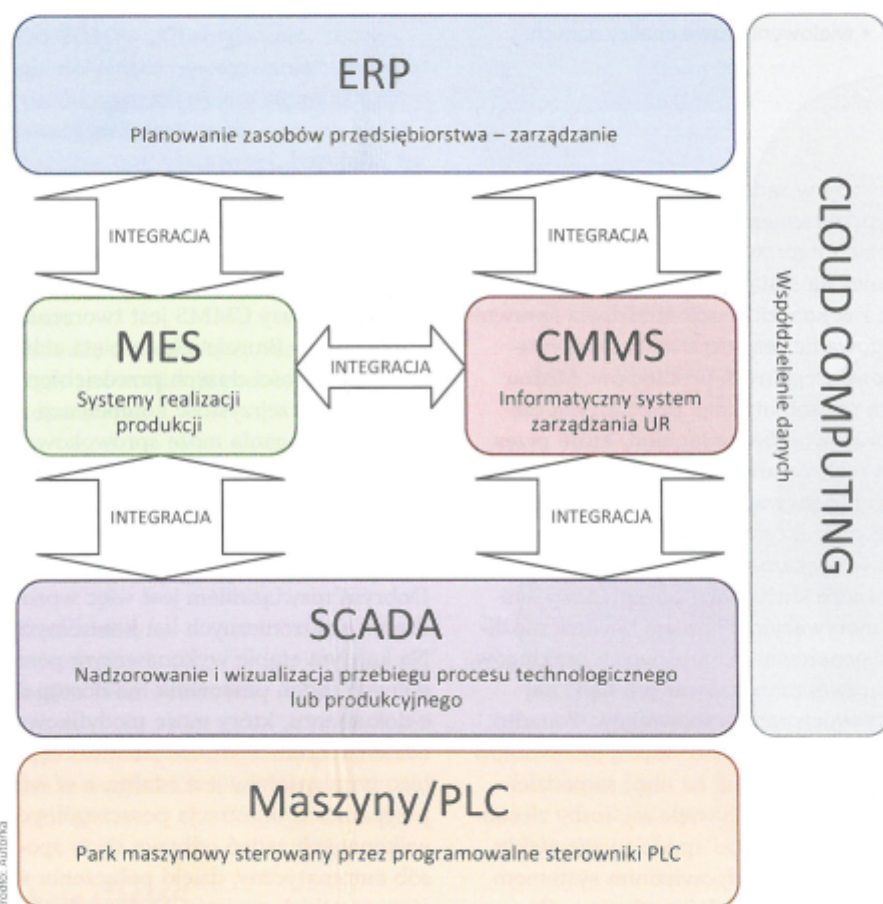 ERP
Planowanie zasobów przedsiębiorstwa – zarządzanie
INTEGRACJA
INTEGRACJA
MES
Systemy realizacji
produkcji
INTEGRACJA
CMMS
Informatyczny system
zarządzania UR
INTEGRACJA
INTEGRACJA
SCADA
Nadzorowanie i wizualizacja przebiegu procesu technologicznego
lub produkcyjnego
Maszyny/PLC
Park maszynowy sterowany przez programowalne sterowniki PLC
CLOUD COMPUTING
Współdzielenie danych
Autorka